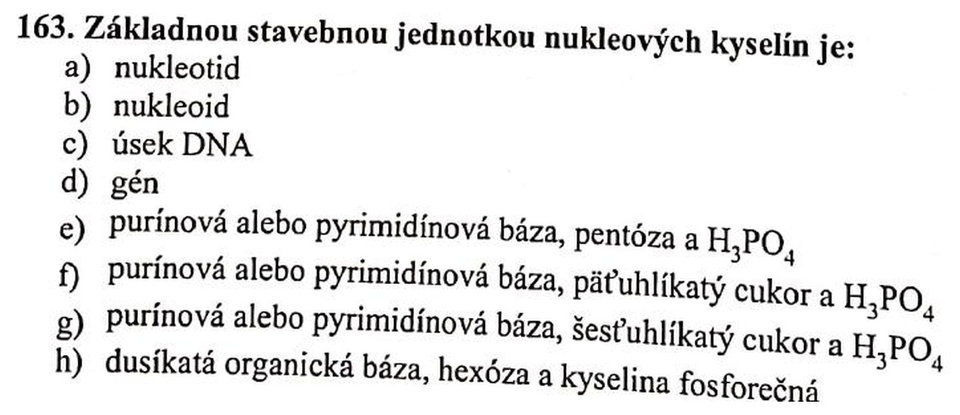 163. Základnou stavebnou jednotkou nukleových kyselín je:
a) nukleotid
b) nukleoid
c) úsek DNA
d) gén
e) purínová alebo pyrimidínová báza, pentóza a H₃PO₄
f) purínová alebo pyrimidínová báza, päťuhlíkatý cukor a H₃PO₄
g) purínová alebo pyrimidínová báza, šesťuhlíkatý cukor a H₃PO₄
h) dusíkatá organická báza, hexóza a kyselina fosforečná